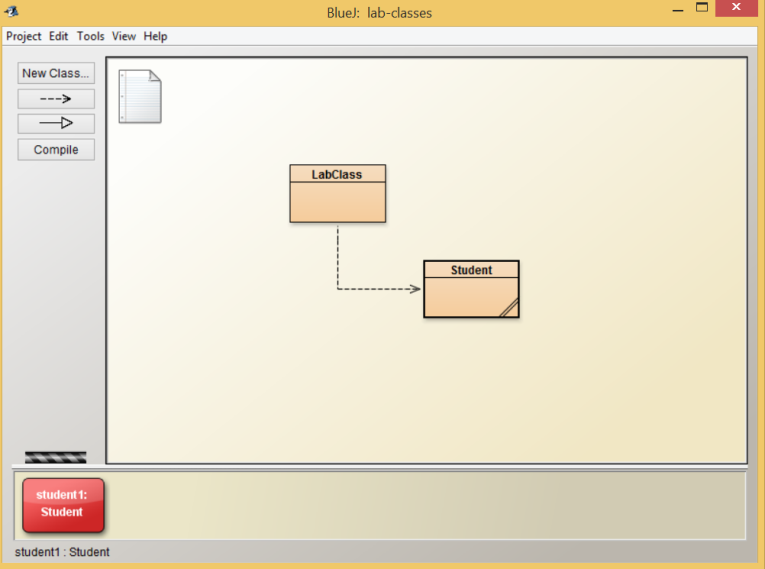 BlueJ: lab-classes
Project Edit Tools View Help
New Class...
Compile
LabClass
Student
student1:
Student
student1 : Student